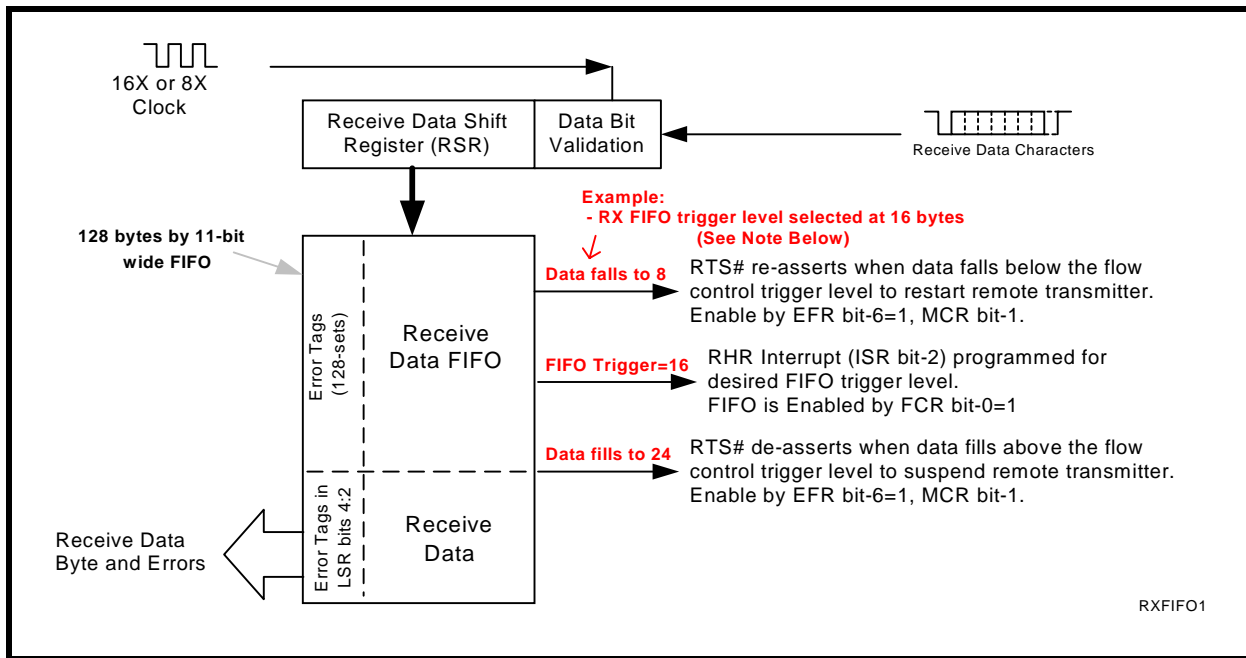 16X or 8X
Clock
Receive Data Shift
Register (RSR)
Data Bit
Validation
Receive Data Characters
Example:
- RX FIFO trigger level selected at 16 bytes
(See Note Below)
128 bytes by 11-bit
wide FIFO
Error Tags
(128-sets)
Receive
Data FIFO
Data falls to 8
RTS# re-asserts when data falls below the flow
control trigger level to restart remote transmitter.
Enable by EFR bit-6=1, MCR bit-1.
FIFO Trigger=16
RHR Interrupt (ISR bit-2) programmed for
desired FIFO trigger level.
FIFO is Enabled by FCR bit-0=1
Data fills to 24
RTS# de-asserts when data fills above the flow
control trigger level to suspend remote transmitter.
Enable by EFR bit-6=1, MCR bit-1.
Error Tags in
LSR bits 4:2
Receive
Data
Receive Data
Byte and Errors
RXFIFO1